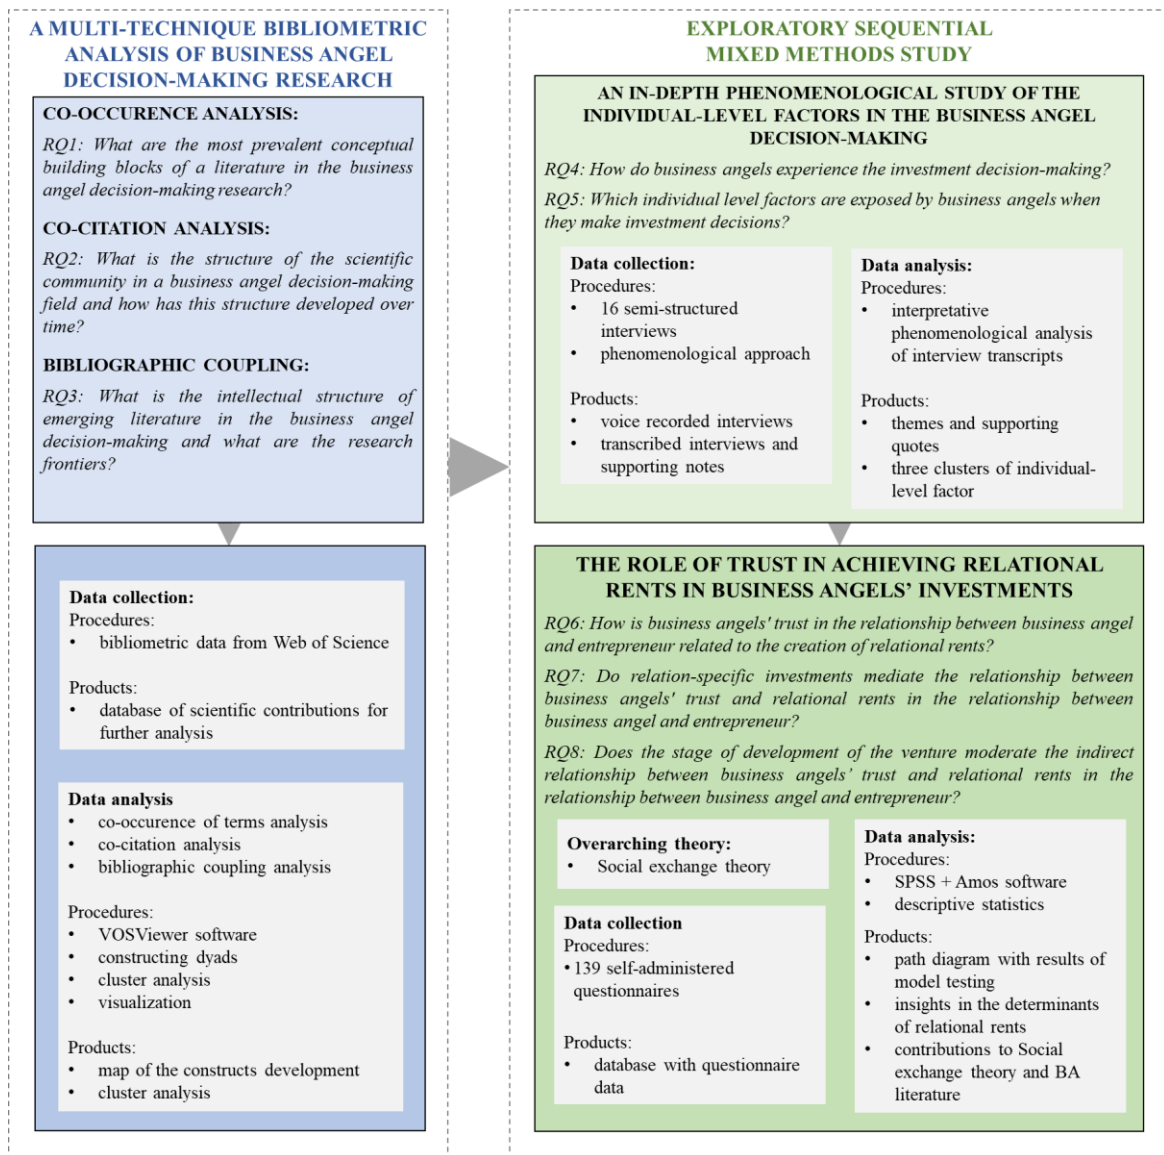 A MULTI-TECHNIQUE BIBLIOMETRIC
ANALYSIS OF BUSINESS ANGEL
DECISION-MAKING RESEARCH
CO-OCCURENCE ANALYSIS:
RQ1: What are the most prevalent conceptual
building blocks of a literature in the business
angel decision-making research?
CO-CITATION ANALYSIS:
RQ2: What is the structure of the scientific
community in a business angel decision-making
field and how has this structure developed over
time?
BIBLIOGRAPHIC COUPLING:
RQ3: What is the intellectual structure of
emerging literature in the business angel
decision-making and what are the research
frontiers?
Data collection:
Procedures:
• bibliometric data from Web of Science
Products:
• database of scientific contributions for
further analysis
Data analysis
• co-occurence of terms analysis
• co-citation analysis
• bibliographic coupling analysis
Procedures:
• VOSViewer software
• constructing dyads
• cluster analysis
• visualization
Products:
• map of the constructs development
• cluster analysis
EXPLORATORY SEQUENTIAL
MIXED METHODS STUDY
AN IN-DEPTH PHENOMENOLOGICAL STUDY OF THE
INDIVIDUAL-LEVEL FACTORS IN THE BUSINESS ANGEL
DECISION-MAKING
RQ4: How do business angels experience the investment decision-making?
RQ5: Which individual level factors are exposed by business angels when
they make investment decisions?
Data collection:
Procedures:
• 16 semi-structured
interviews
• phenomenological approach
Products:
• voice recorded interviews
• transcribed interviews and
supporting notes
Data analysis:
Procedures:
• interpretative
phenomenological analysis
of interview transcripts
Products:
• themes and supporting
quotes
• three clusters of individual-
level factor
THE ROLE OF TRUST IN ACHIEVING RELATIONAL
RENTS IN BUSINESS ANGELS’ INVESTMENTS
RQ6: How is business angels' trust in the relationship between business angel
and entrepreneur related to the creation of relational rents?
RQ7: Do relation-specific investments mediate the relationship between
business angels' trust and relational rents in the relationship between
business angel and entrepreneur?
RQ8: Does the stage of development of the venture moderate the indirect
relationship between business angels’ trust and relational rents in the
relationship between business angel and entrepreneur?
Overarching theory:
• Social exchange theory
Data collection
Procedures:
• 139 self-administered
questionnaires
Products:
• database with questionnaire
data
Data analysis:
Procedures:
• SPSS + Amos software
• descriptive statistics
Products:
• path diagram with results of
model testing
• insights in the determinants
of relational rents
• contributions to Social
exchange theory and BA
literature